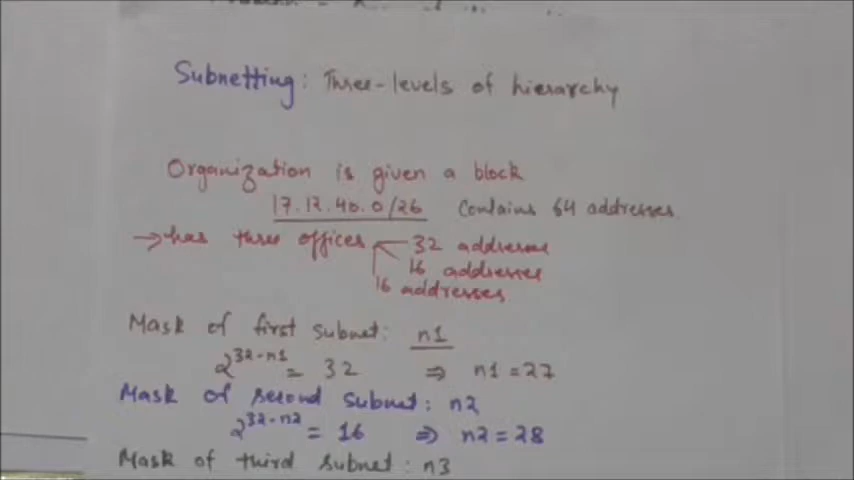 Subnetting: Three-levels of hierarchy
Organization is given a block
17.12.40.0/26 Contains 64 addresses.
→ has three offices 32 addresses
16 addresses
16 addresses
Mask of first subnet: n1
2^32-n1 = 32 ⇒ n1 = 27
Mask of second subnet: n2
2^32-n2 = 16 ⇒ n2 = 28
Mask of third subnet: n3